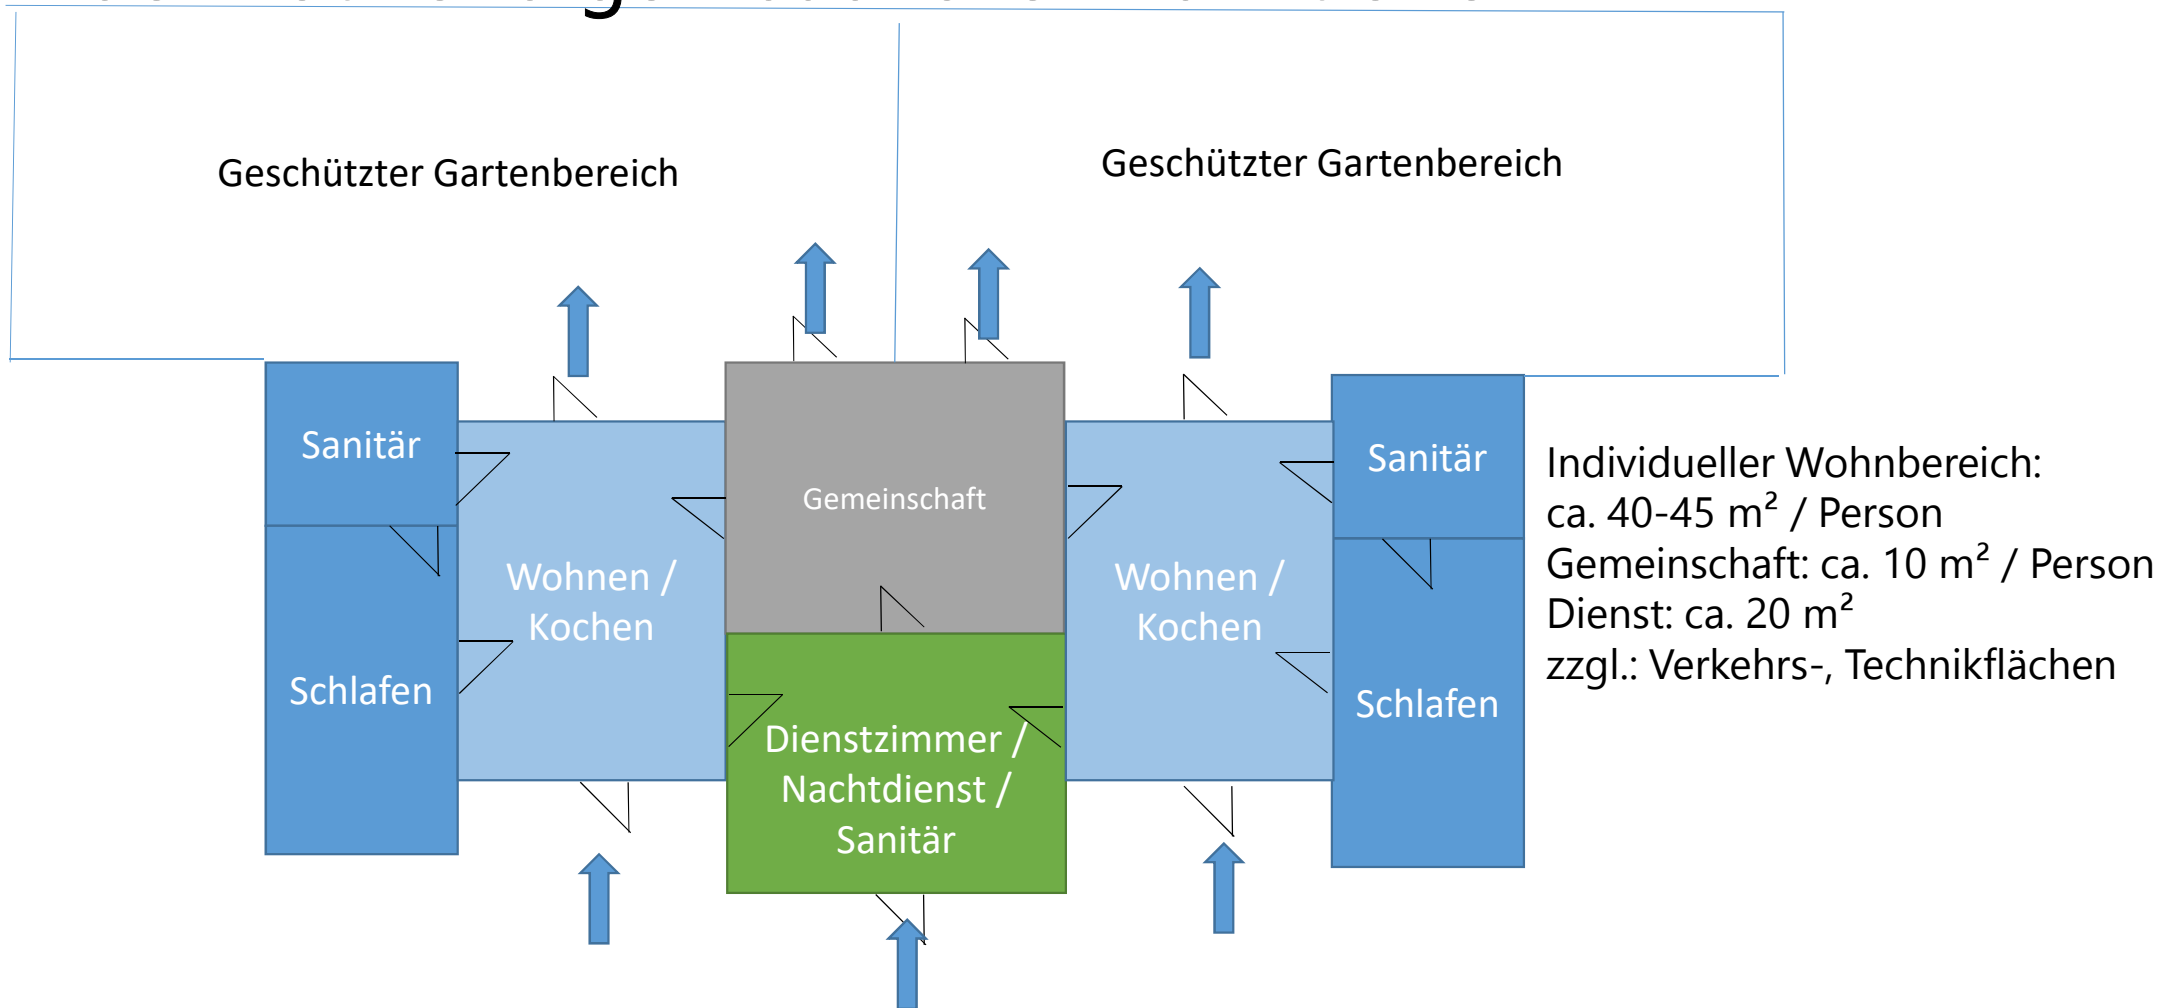 Geschützter Gartenbereich
Geschützter Gartenbereich
Sanitär
Schlafen
Wohnen /
Kochen
Gemeinschaft
Dienstzimmer /
Nachtdienst /
Sanitär
Wohnen /
Kochen
Sanitär
Schlafen
Individueller Wohnbereich:
ca. 40-45 m² / Person
Gemeinschaft: ca. 10 m² / Person
Dienst: ca. 20 m²
zzgl.: Verkehrs-, Technikflächen